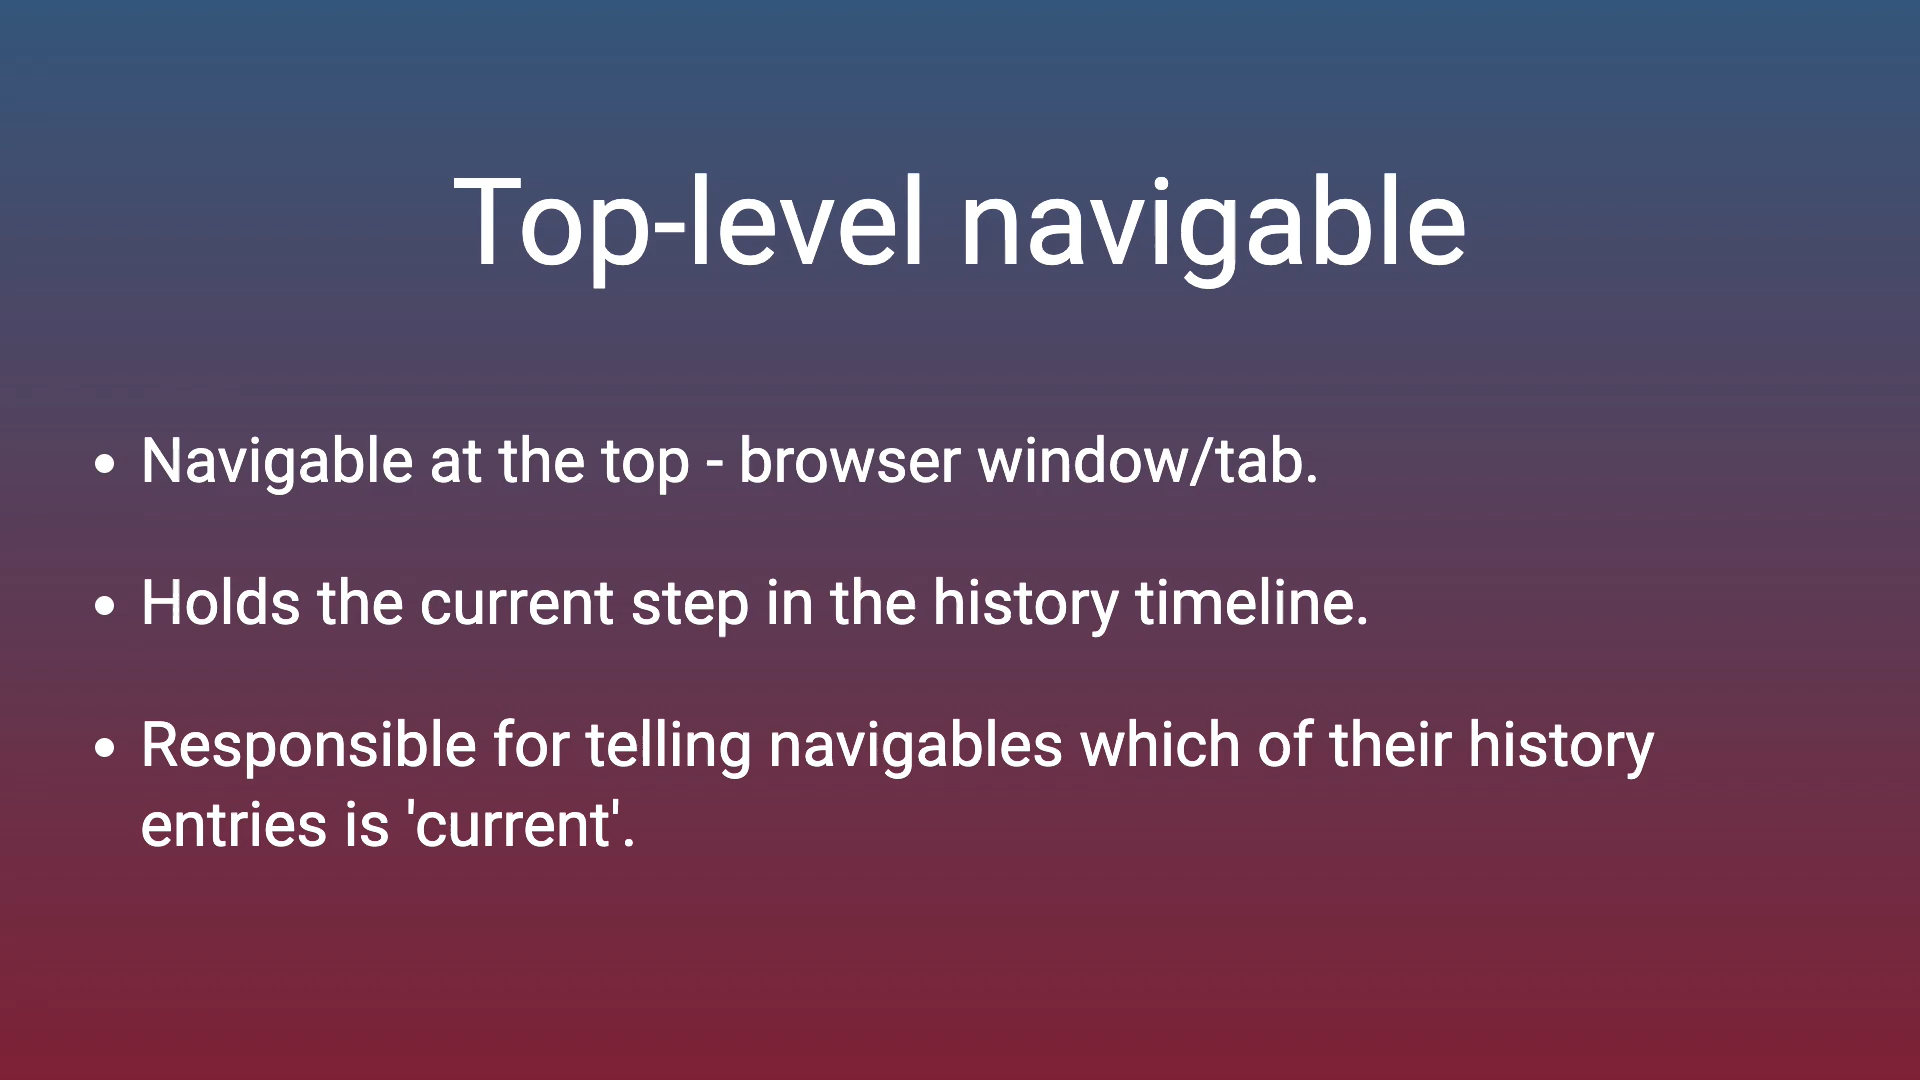 Top-level navigable
• Navigable at the top - browser window/tab.
• Holds the current step in the history timeline.
• Responsible for telling navigables which of their history
entries is 'current'.